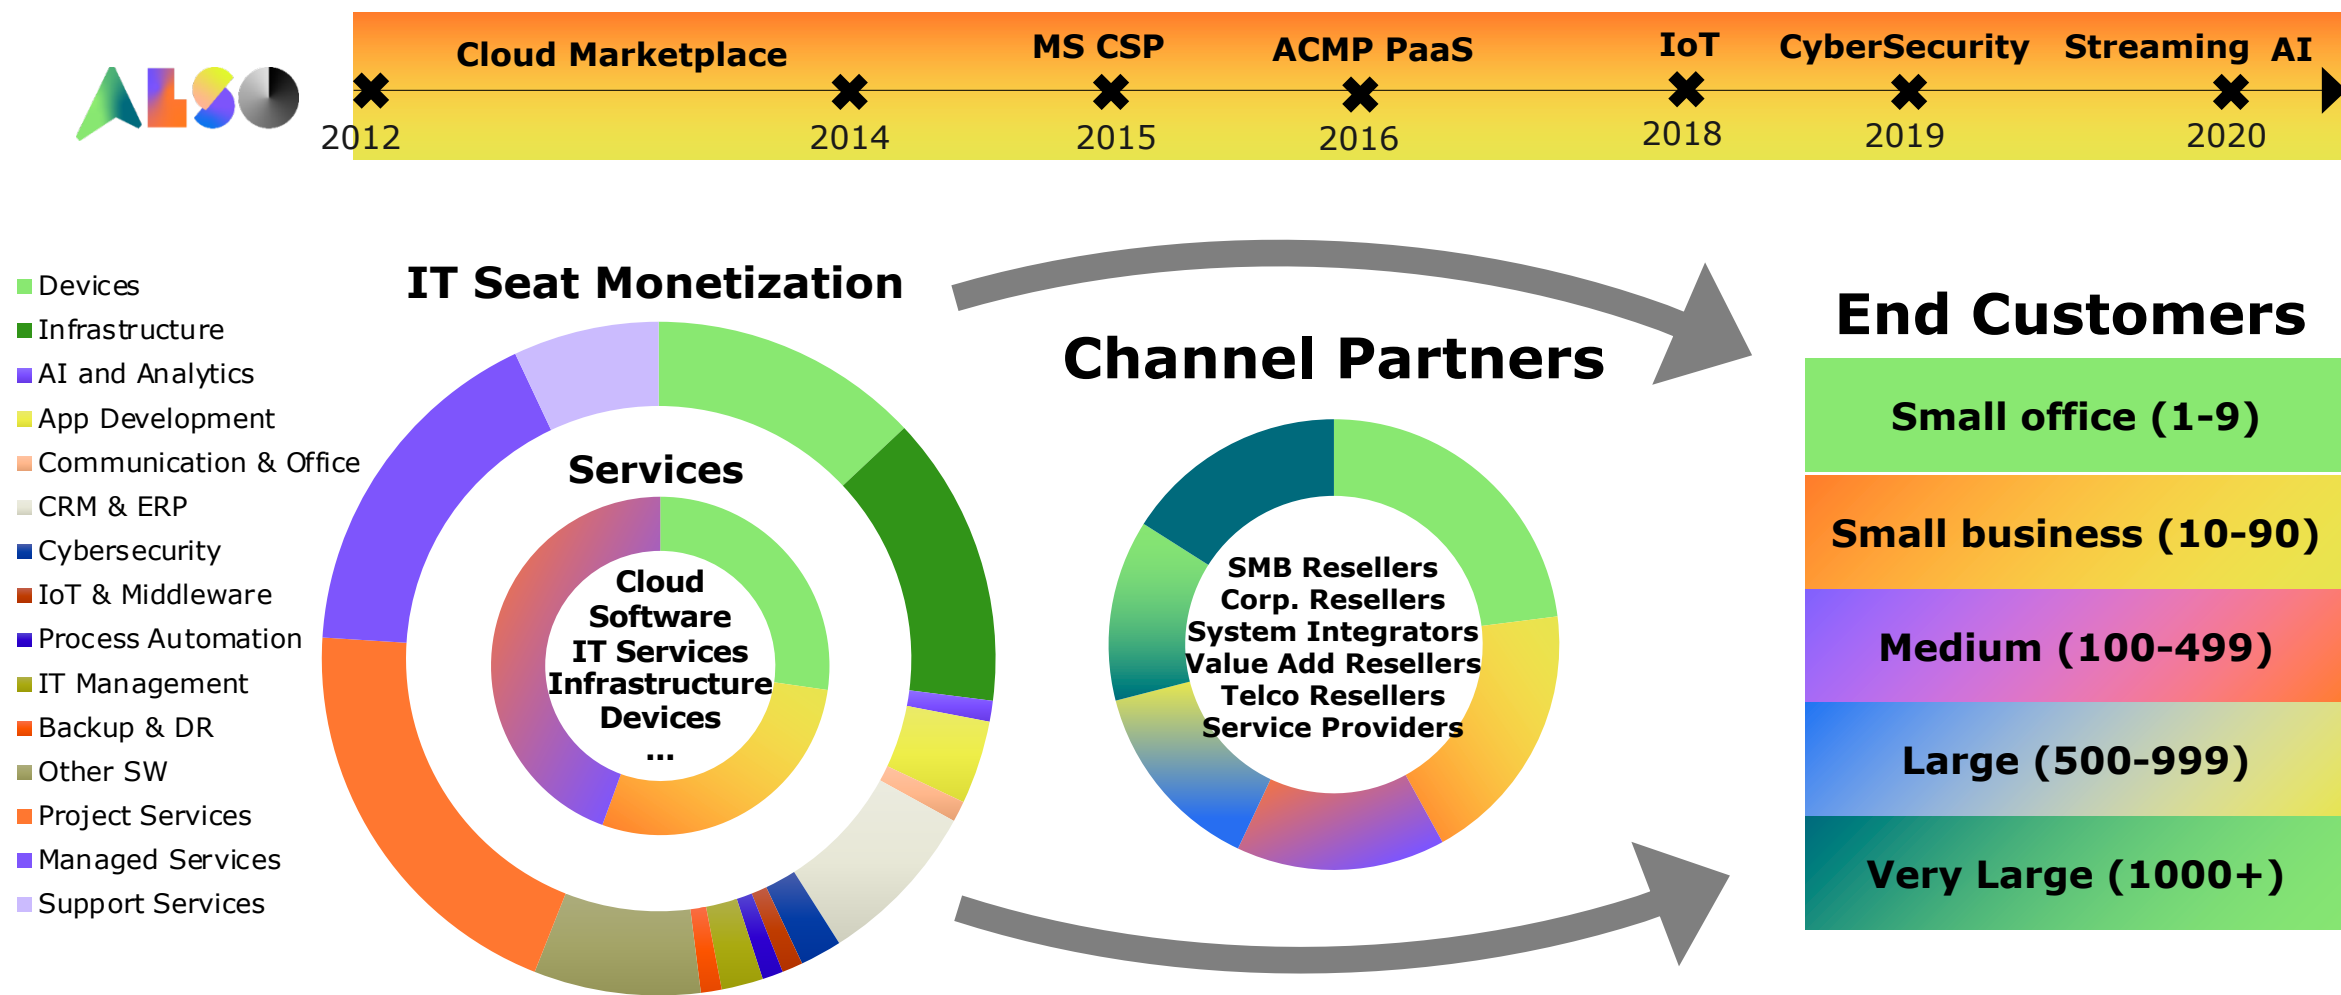 ALSO
Cloud Marketplace
MS CSP
ACMP PaaS
IoT
CyberSecurity
Streaming
AI
2012
2014
2015
2016
2018
2019
2020
Devices
Infrastructure
AI and Analytics
App Development
Communication & Office
CRM & ERP
Cybersecurity
IoT & Middleware
Process Automation
IT Management
Backup & DR
Other SW
Project Services
Managed Services
Support Services
IT Seat Monetization
Services
Cloud
Software
IT Services
Infrastructure
Devices
...
Channel Partners
SMB Resellers
Corp. Resellers
System Integrators
Value Add Resellers
Telco Resellers
Service Providers
End Customers
Small office (1-9)
Small business (10-90)
Medium (100-499)
Large (500-999)
Very Large (1000+)